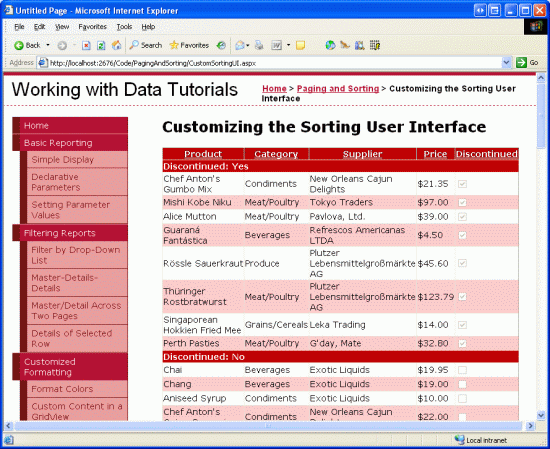 Untitled Page - Microsoft Internet Explorer
File Edit View Favorites Tools Help
Back Search Favorites
Address http://localhost:2676/Code/PagingAndSorting/CustomSortingUI.aspx Go
Working with Data Tutorials
Home > Paging and Sorting > Customizing the Sorting User
Interface
Home
Basic Reporting
Simple Display
Declarative
Parameters
Setting Parameter
Values
Filtering Reports
Filter by Drop-Down
List
Master-Details-
Details
Master/Detail Across
Two Pages
Details of Selected
Row
Customized
Formatting
Format Colors
Custom Content in a
GridView
Customizing the Sorting User Interface
Product Category Supplier Price Discontinued
Discontinued: Yes
Chef Anton's
Gumbo Mix Condiments New Orleans Cajun
Delights $21.35
Mishi Kobe Niku Meat/Poultry Tokyo Traders $97.00
Alice Mutton Meat/Poultry Pavlova, Ltd. $39.00
Guaraná
Fantástica Beverages Refrescos Americanas
LTDA $4.50
Rössle Sauerkraut Produce Plutzer
Lebensmittelgroßmärkte
AG $45.60
Thüringer
Rostbratwurst Meat/Poultry Plutzer
Lebensmittelgroßmärkte
AG $123.79
Singaporean
Hokkien Fried Mee Grains/Cereals Leka Trading $14.00
Perth Pasties Meat/Poultry G'day, Mate $32.80
Discontinued: No
Chai Beverages Exotic Liquids $19.95
Chang Beverages Exotic Liquids $19.00
Aniseed Syrup Condiments Exotic Liquids $10.00
Chef Anton's
Condiments New Orleans Cajun
$22.00
Local intranet